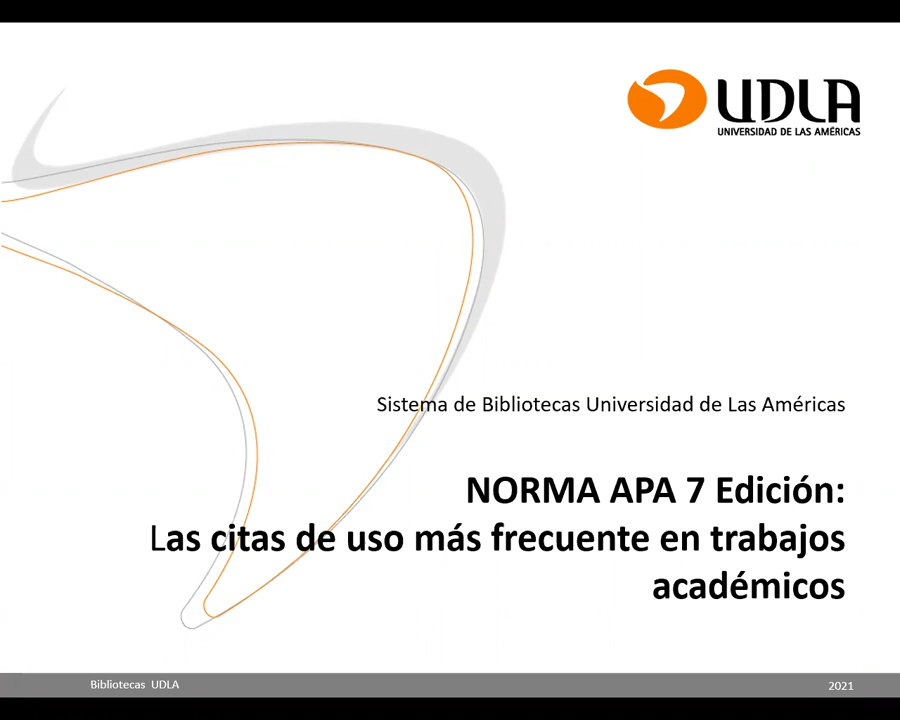 UDLA
UNIVERSIDAD DE LAS AMÉRICAS
Sistema de Bibliotecas Universidad de Las Américas
NORMA APA 7 Edición:
Las citas de uso más frecuente en trabajos
académicos
Bibliotecas UDLA
2021